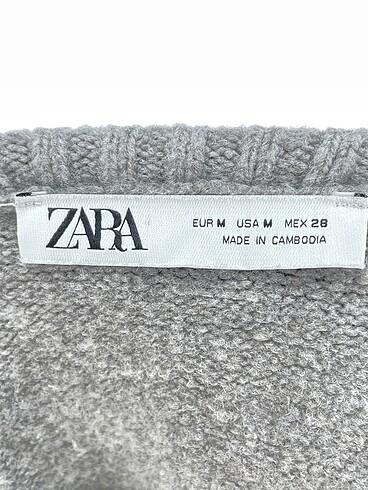 ZARA
EUR M USA M MEX 28
MADE IN CAMBODIA